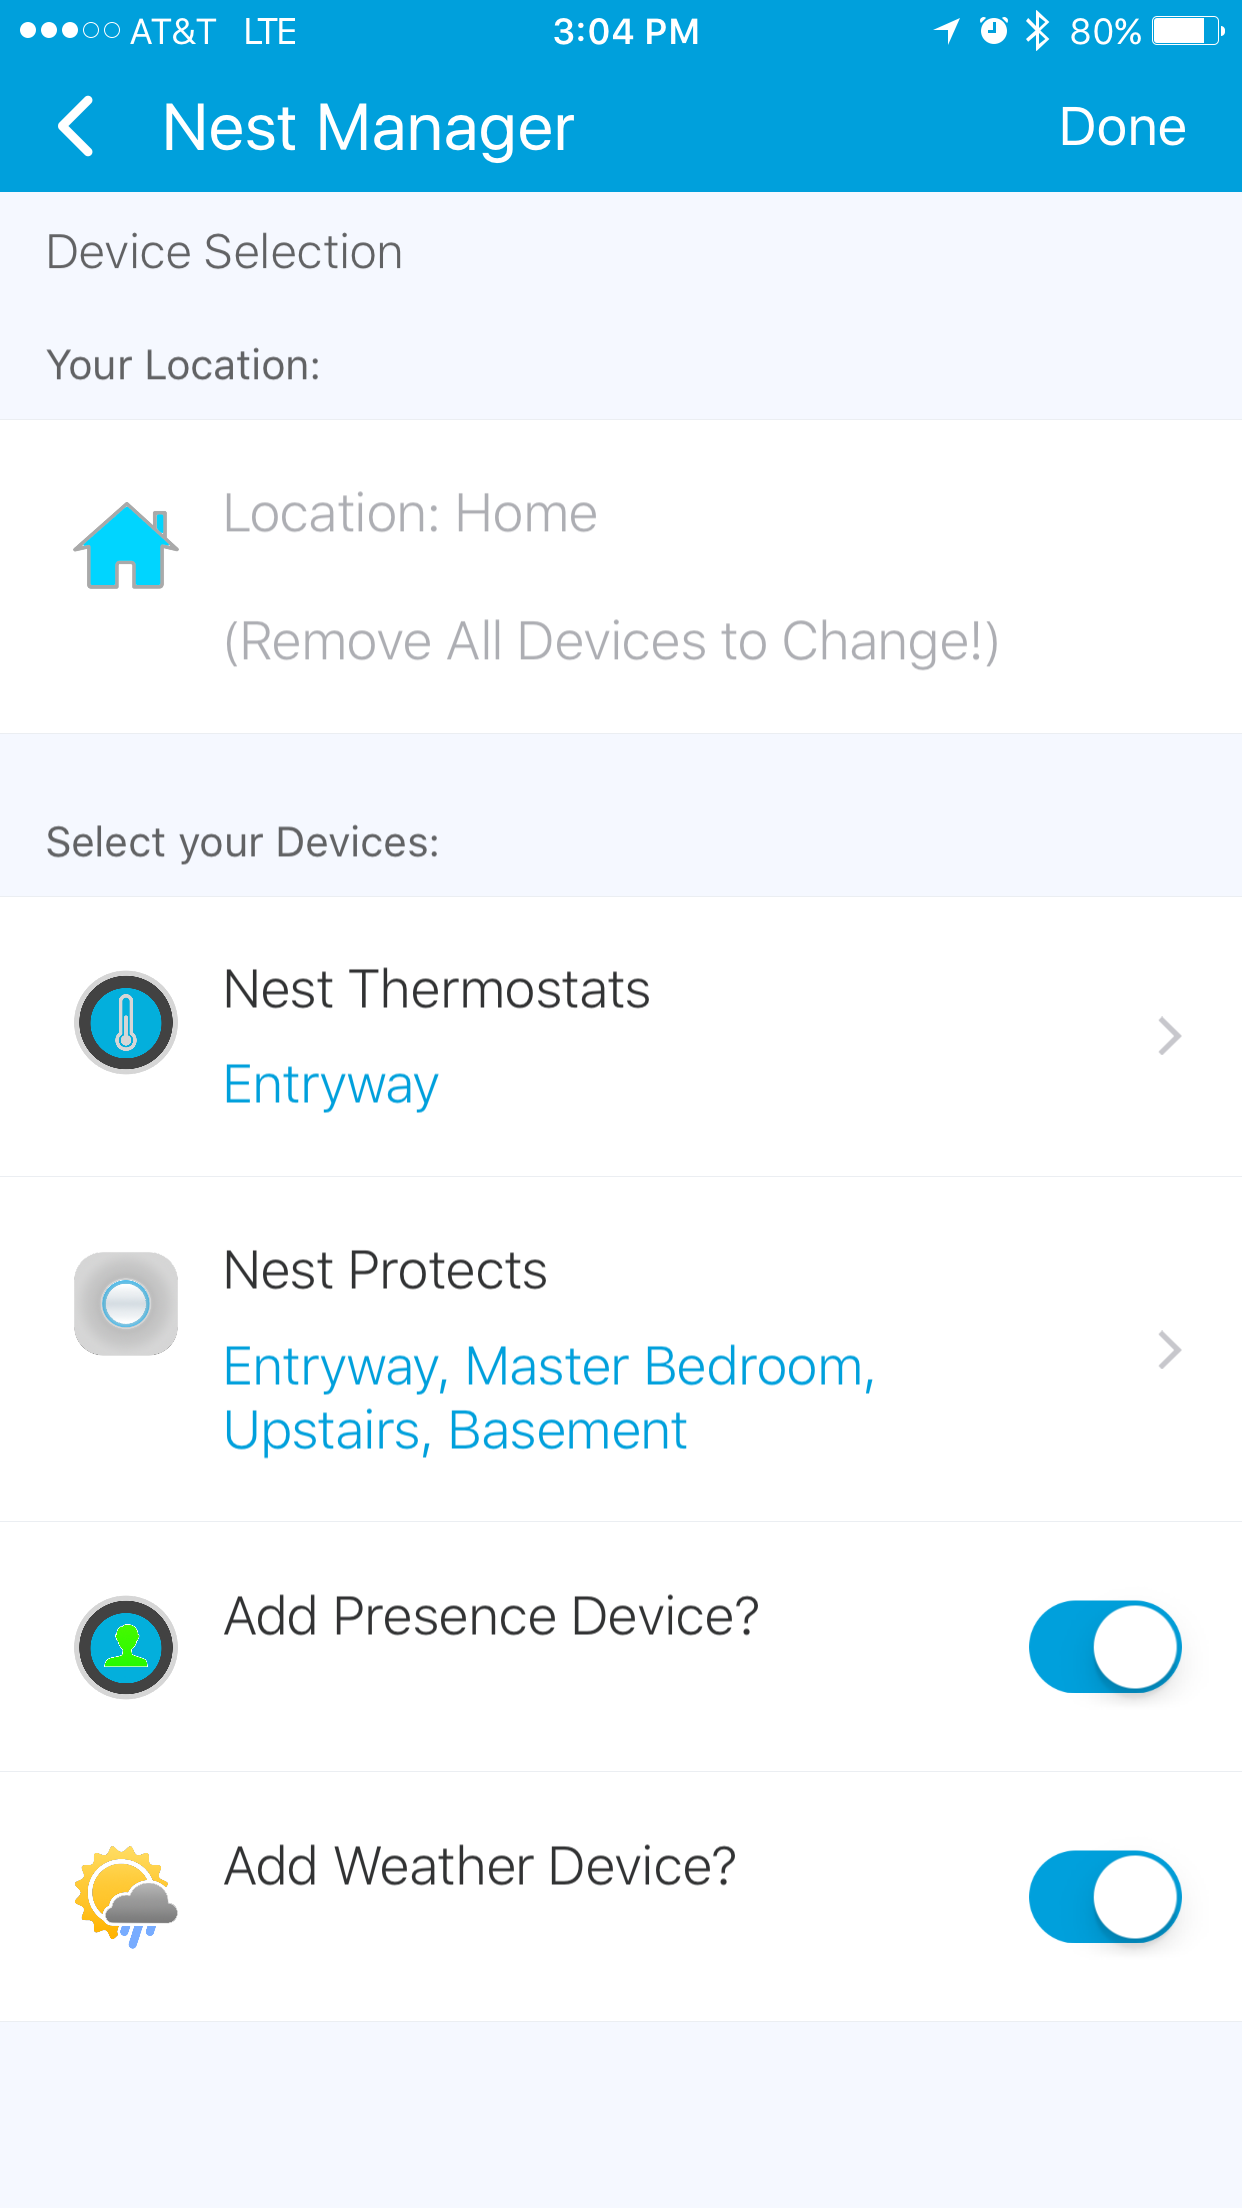 AT&T LTE 3:04 PM 80%
Nest Manager Done
Device Selection
Your Location:
Location: Home
(Remove All Devices to Change!)
Select your Devices:
Nest Thermostats
Entryway
Nest Protects
Entryway, Master Bedroom,
Upstairs, Basement
Add Presence Device?
Add Weather Device?